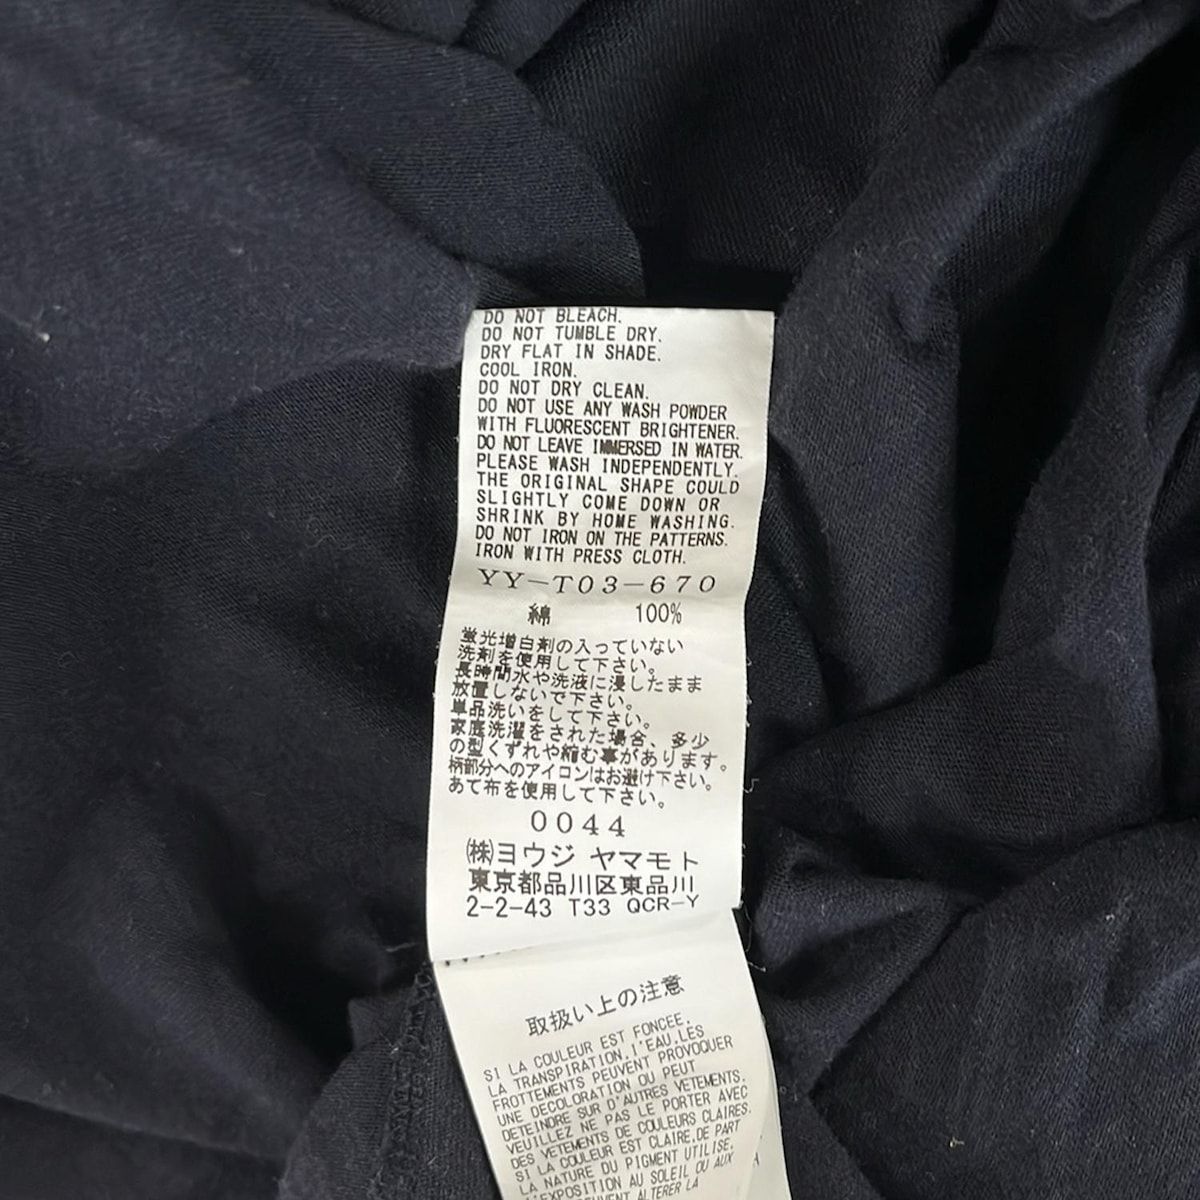 DO NOT BLEACH.
DO NOT TUMBLE DRY.
DRY FLAT IN SHADE.
COOL IRON.
DO NOT DRY CLEAN.
DO NOT USE ANY WASH POWDER
WITH FLUORESCENT BRIGHTENER.
DO NOT LEAVE IMMERSED IN WATER.
PLEASE WASH INDEPENDENTLY.
THE ORIGINAL SHAPE COULD
SLIGHTLY COME DOWN OR
SHRINK BY HOME WASHING.
DO NOT IRON ON THE PATTERNS.
IRON WITH PRESS CLOTH.
YY-T03-670
綿 100%
蛍光増白剤の入っていない
洗剤を使用して下さい。
長時間水や洗液に浸したまま
放置しないで下さい。
単品洗いをして下さい。
家庭洗濯をされた場合、多少
の型くずれや縮む事があります。
柄部分へのアイロンはお避け下さい。
あて布を使用して下さい。
0044
㈱ヨウジ ヤマモト
東京都品川区東品川
2-2-43 T33 QCR-Y
取扱い上の注意
SI LA COULEUR EST FONCEE,
LA TRANSPIRATION,l'EAU,LES
FROTTEMENTS PEUVENT PROVOQUER
UNE DECOLORATION OU PEUT
DETEINDRE SUR D'AUTRES VETEMENTS.
VEUILLEZ NE PAS LE PORTER AVEC
DES VETEMENTS DE COULEURS CLAIRES.
SI LA COULEUR EST CLAIRE,DE PART
LA NATURE DU PIGMENT UTILISE,
L'EXPOSITION AU SOLEIL OU AUX
ALTERER LA